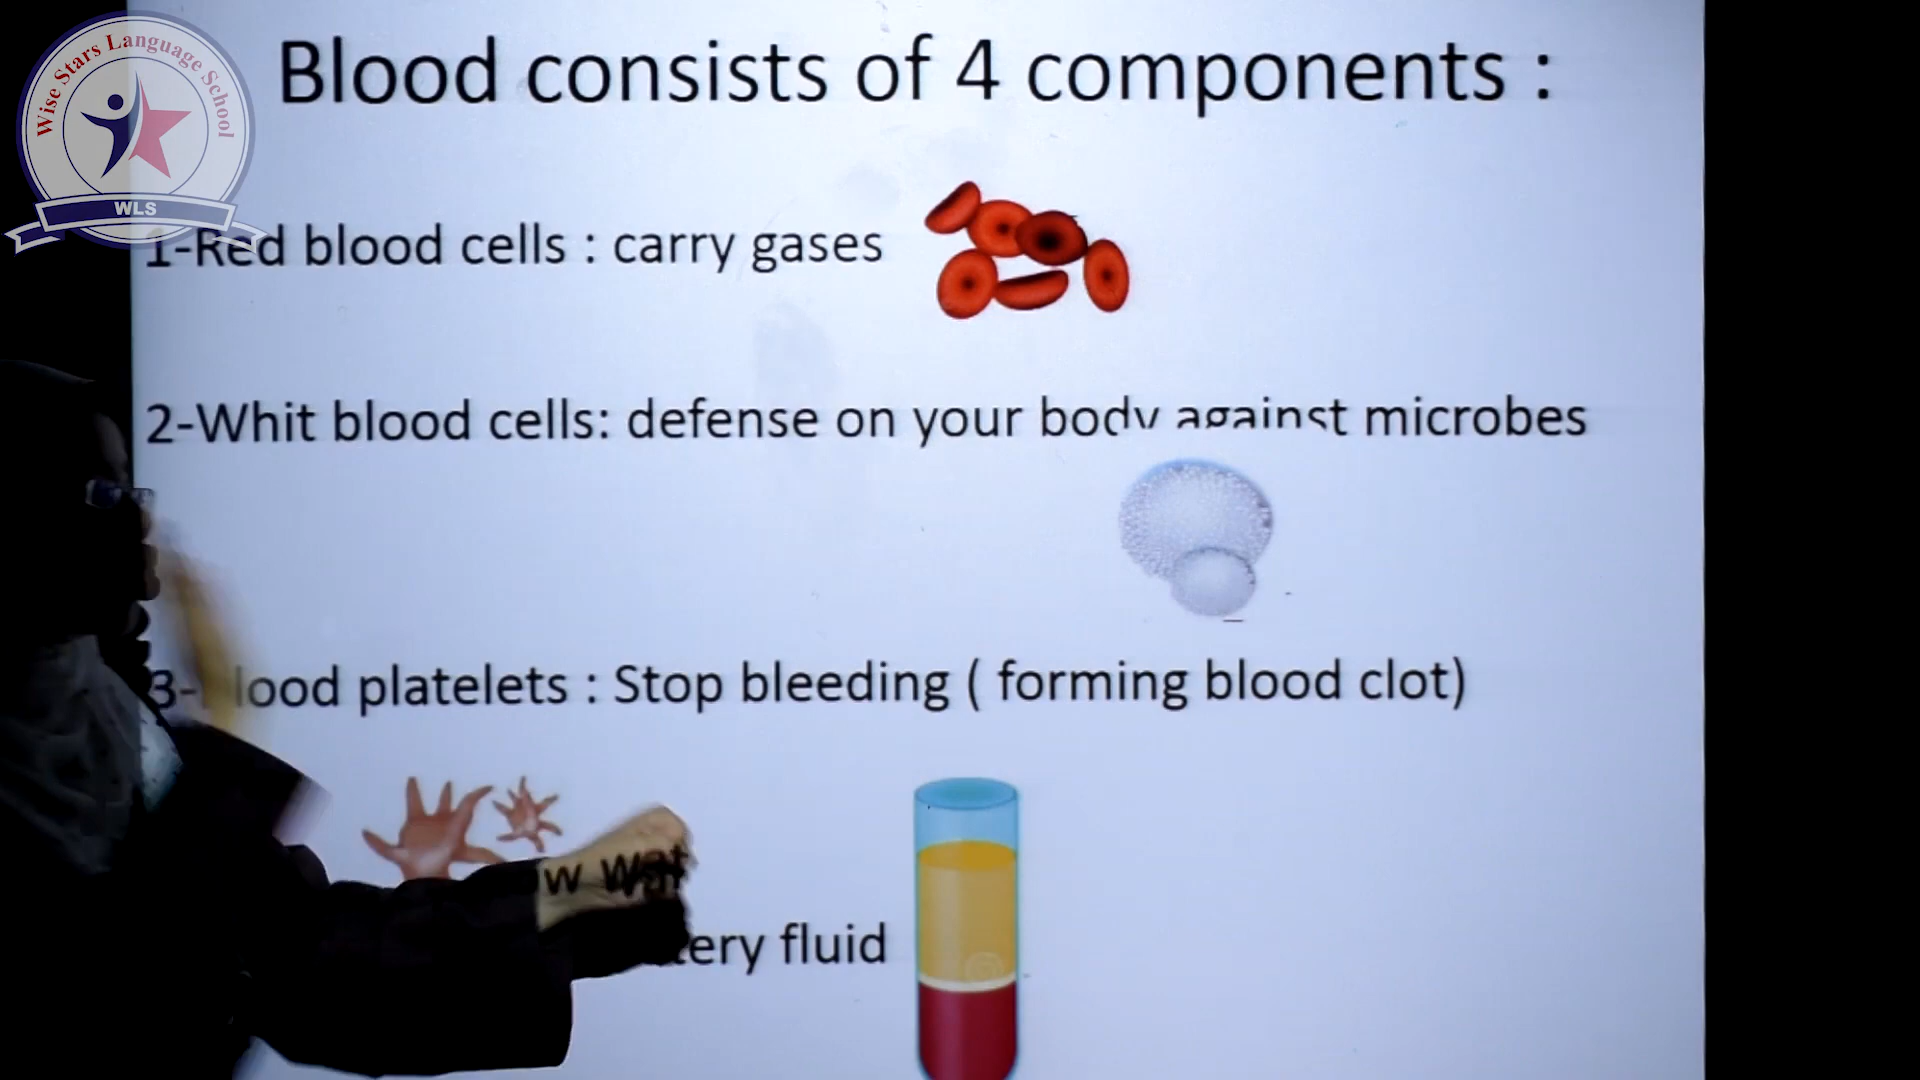 Wise Stars Language School
WLS
Blood consists of 4 components :
1-Red blood cells : carry gases
2-Whit blood cells: defense on your body against microbes
3- lood platelets : Stop bleeding ( forming blood clot)
tery fluid